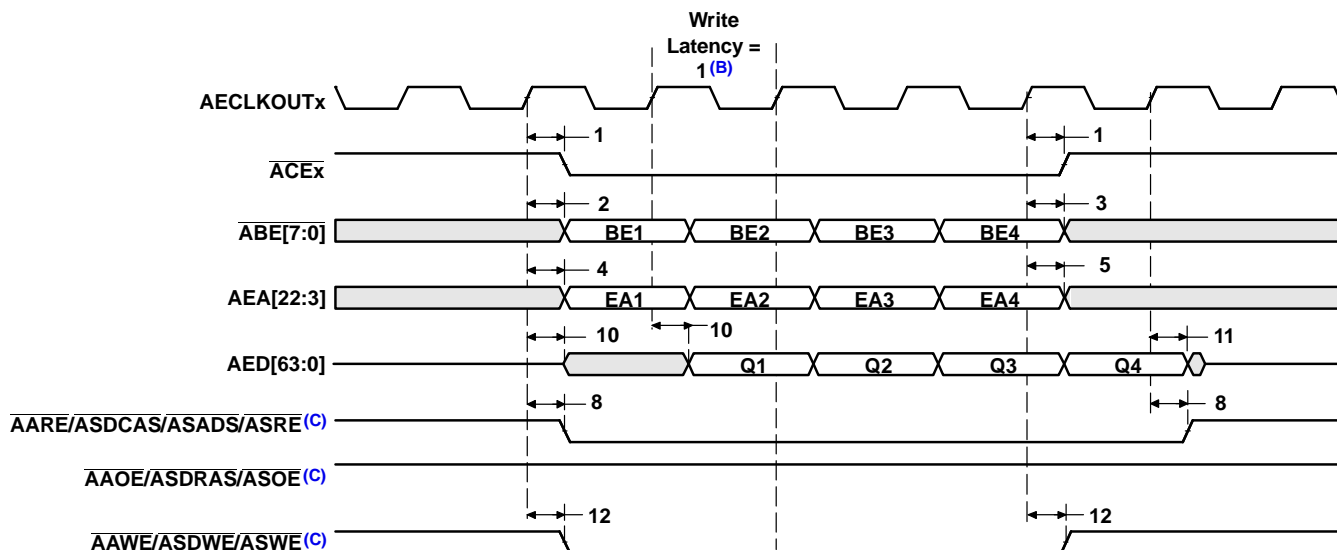 Write
Latency =
1(B)
AECLKOUTx
1 1
ACEx
2 3
ABE[7:0] BE1 BE2 BE3 BE4
4 5
AEA[22:3] EA1 EA2 EA3 EA4
10 10 11
AED[63:0] Q1 Q2 Q3 Q4
8 8
AARE/ASDCAS/ASADS/ASRE(C)
AAOE/ASDRAS/ASOE(C)
12 12
AAWE/ASDWE/ASWE(C)